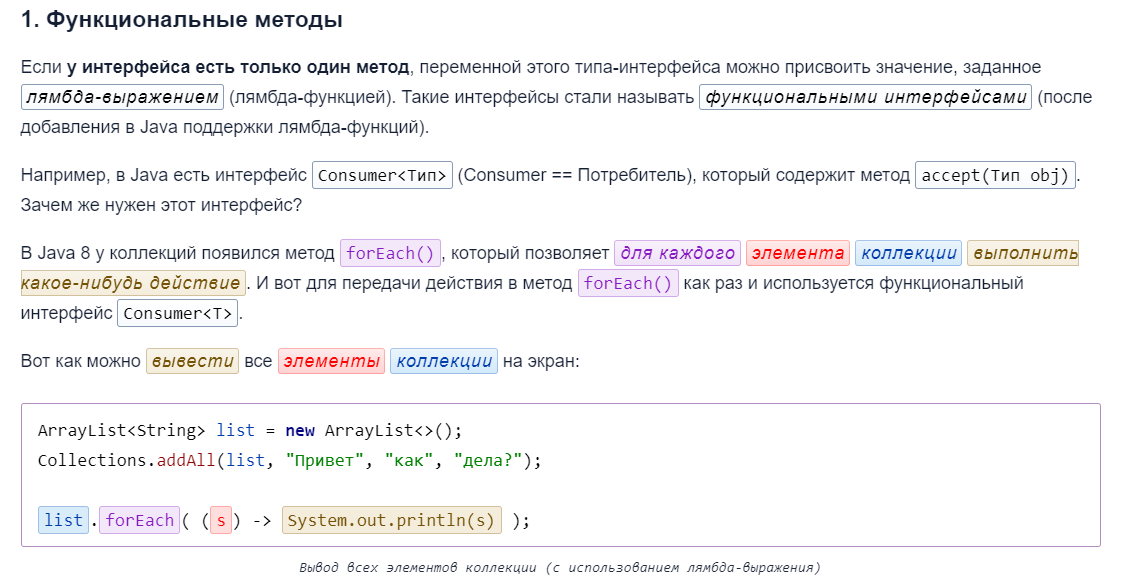 1. Функциональные методы
Если у интерфейса есть только один метод, переменной этого типа-интерфейса можно присвоить значение, заданное
лямбда-выражением (лямбда-функцией). Такие интерфейсы стали называть функциональными интерфейсами (после
добавления в Java поддержки лямбда-функций).
Например, в Java есть интерфейс Consumer<Тип> (Consumer == Потребитель), который содержит метод accept(Тип obj).
Зачем же нужен этот интерфейс?
В Java 8 у коллекций появился метод forEach(), который позволяет для каждого элемента коллекции выполнить
какое-нибудь действие. И вот для передачи действия в метод forEach() как раз и используется функциональный
интерфейс Consumer<T>.
Вот как можно вывести все элементы коллекции на экран:
ArrayList<String> list = new ArrayList<>();
Collections.addAll(list, "Привет", "как", "дела?");
list.forEach( (s) -> System.out.println(s) );
Вывод всех элементов коллекции (с использованием лямбда-выражения)